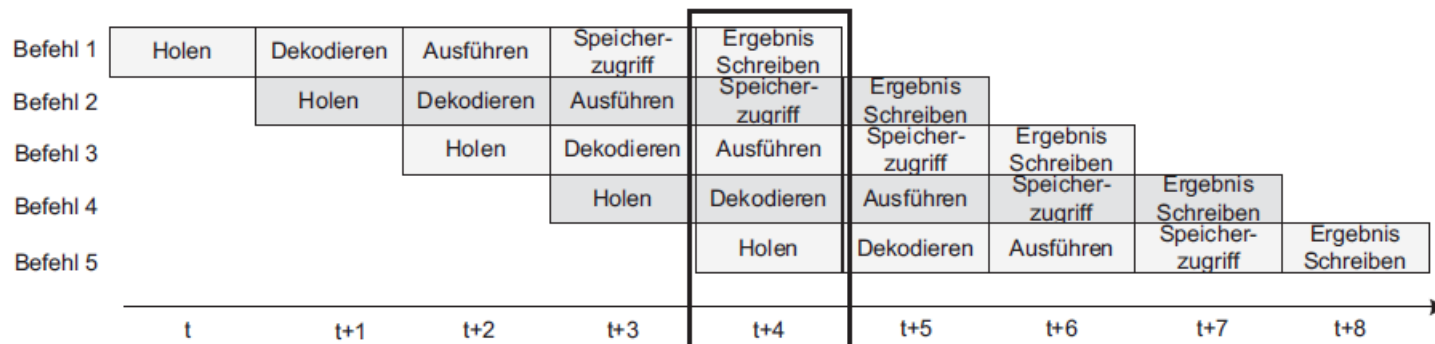 Befehl 1 Holen Dekodieren Ausführen Speicher-zugriff Ergebnis Schreiben
Befehl 2 Holen Dekodieren Ausführen Speicher-zugriff Ergebnis Schreiben
Befehl 3 Holen Dekodieren Ausführen Speicher-zugriff Ergebnis Schreiben
Befehl 4 Holen Dekodieren Ausführen Speicher-zugriff Ergebnis Schreiben
Befehl 5 Holen Dekodieren Ausführen Speicher-zugriff Ergebnis Schreiben
t t+1 t+2 t+3 t+4 t+5 t+6 t+7 t+8